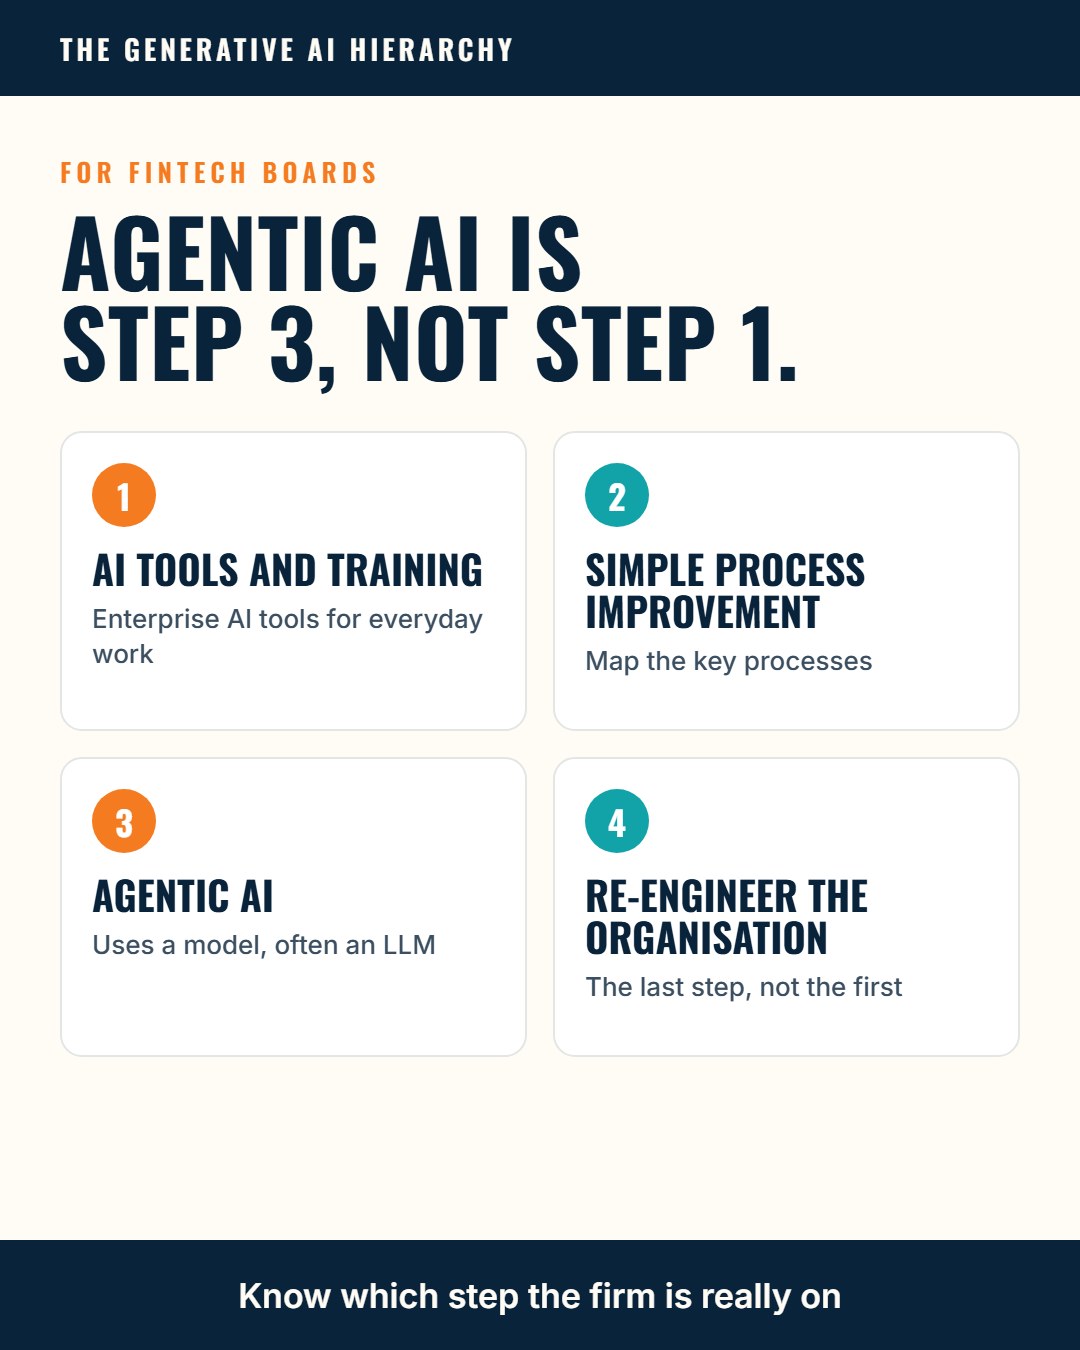 THE GENERATIVE AI HIERARCHY
FOR FINTECH BOARDS
AGENTIC AI IS
STEP 3, NOT STEP 1.
1
AI TOOLS AND TRAINING
Enterprise AI tools for everyday
work
2
SIMPLE PROCESS
IMPROVEMENT
Map the key processes
3
AGENTIC AI
Uses a model, often an LLM
4
RE-ENGINEER THE
ORGANISATION
The last step, not the first
Know which step the firm is really on